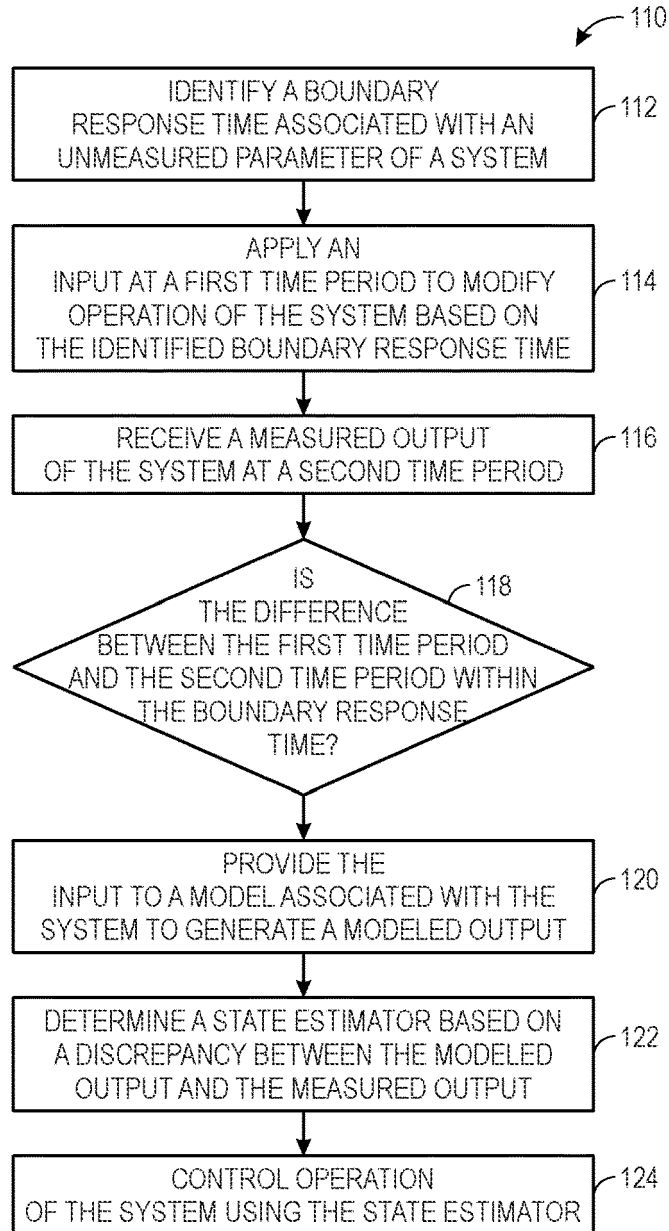 110
IDENTIFY A BOUNDARY
RESPONSE TIME ASSOCIATED WITH AN
UNMEASURED PARAMETER OF A SYSTEM
112
APPLY AN
INPUT AT A FIRST TIME PERIOD TO MODIFY
OPERATION OF THE SYSTEM BASED ON
THE IDENTIFIED BOUNDARY RESPONSE TIME
114
RECEIVE A MEASURED OUTPUT
OF THE SYSTEM AT A SECOND TIME PERIOD
116
IS
THE DIFFERENCE
BETWEEN THE FIRST TIME PERIOD
AND THE SECOND TIME PERIOD WITHIN
THE BOUNDARY RESPONSE
TIME?
118
PROVIDE THE
INPUT TO A MODEL ASSOCIATED WITH THE
SYSTEM TO GENERATE A MODELED OUTPUT
120
DETERMINE A STATE ESTIMATOR BASED ON
A DISCREPANCY BETWEEN THE MODELED
OUTPUT AND THE MEASURED OUTPUT
122
CONTROL OPERATION
OF THE SYSTEM USING THE STATE ESTIMATOR
124